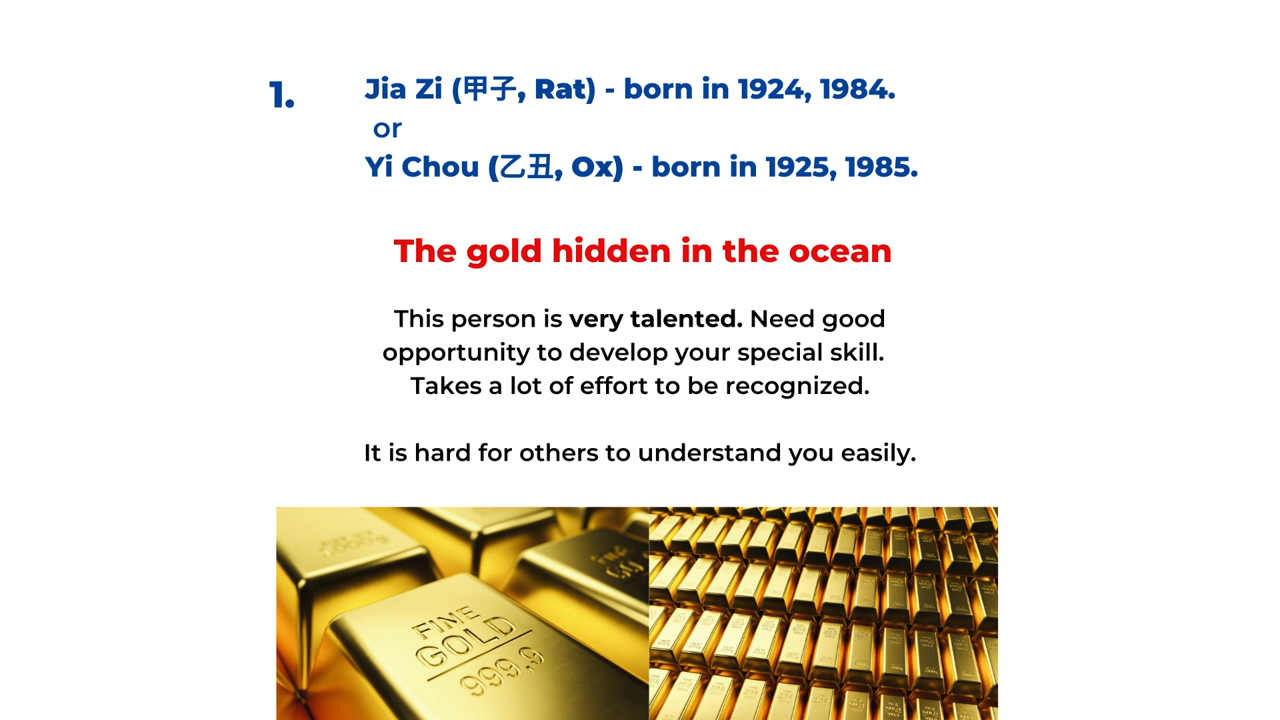 1.
Jia Zi (甲子, Rat) - born in 1924, 1984.
or
Yi Chou (乙丑, Ox) - born in 1925, 1985.
The gold hidden in the ocean
This person is very talented. Need good
opportunity to develop your special skill.
Takes a lot of effort to be recognized.
It is hard for others to understand you easily.
FINE
GOLD
999,9